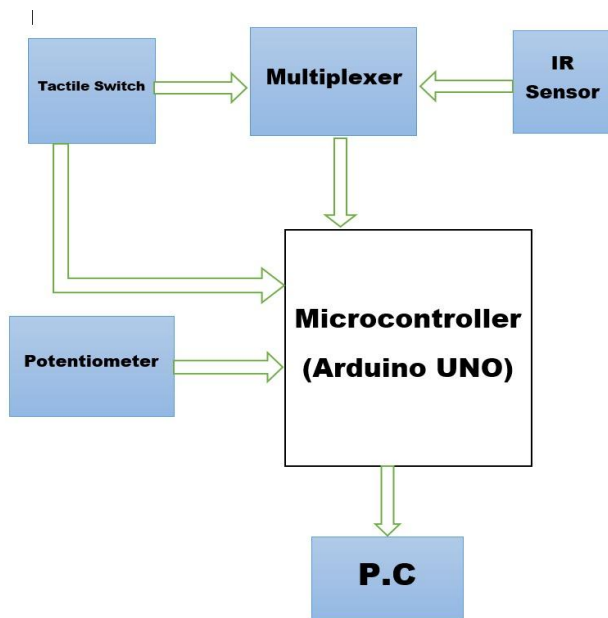 Tactile Switch
Multiplexer
IR
Sensor
Microcontroller
(Arduino UNO)
Potentiometer
P.C